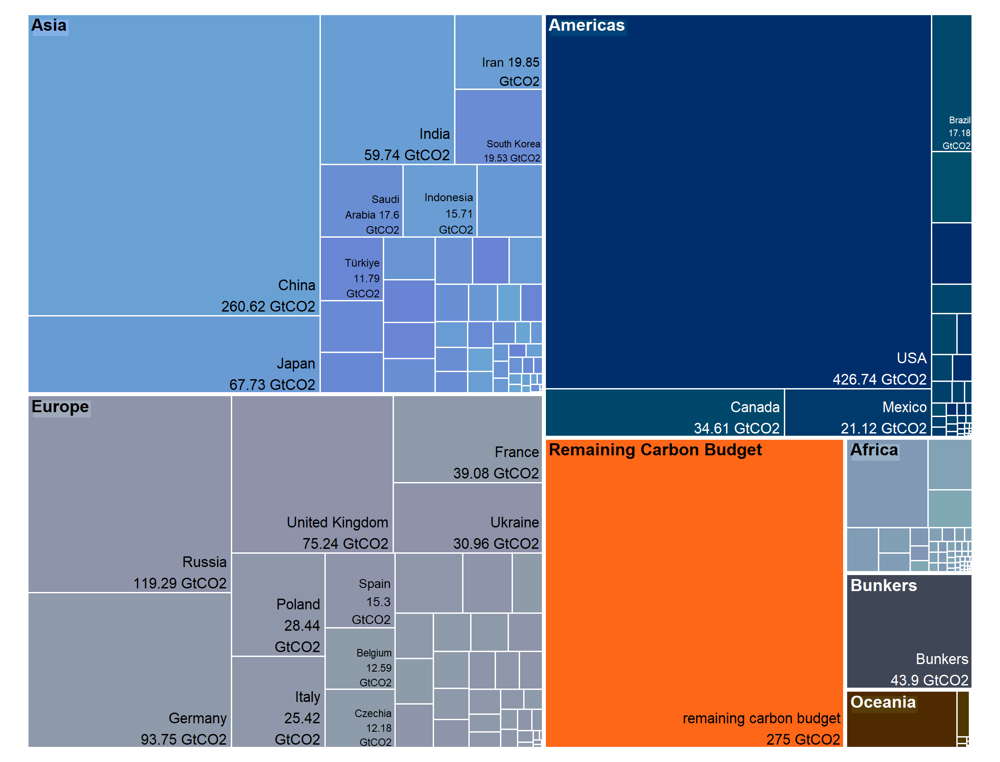 Asia
Iran 19.85
GtCO2
India
59.74 GtCO2
South Korea
19.53 GtCO2
Saudi
Arabia 17.6
GtCO2
Indonesia
15.71
GtCO2
Türkiye
11.79
GtCO2
China
260.62 GtCO2
Japan
67.73 GtCO2
Americas
Brazil
17.18
GtCO2
USA
426.74 GtCO2
Canada
34.61 GtCO2
Mexico
21.12 GtCO2
Europe
France
39.08 GtCO2
United Kingdom
75.24 GtCO2
Ukraine
30.96 GtCO2
Russia
119.29 GtCO2
Poland
28.44
GtCO2
Spain
15.3
GtCO2
Belgium
12.59
GtCO2
Italy
25.42
GtCO2
Czechia
12.18
GtCO2
Germany
93.75 GtCO2
Remaining Carbon Budget
remaining carbon budget
275 GtCO2
Africa
Bunkers
Bunkers
43.9 GtCO2
Oceania